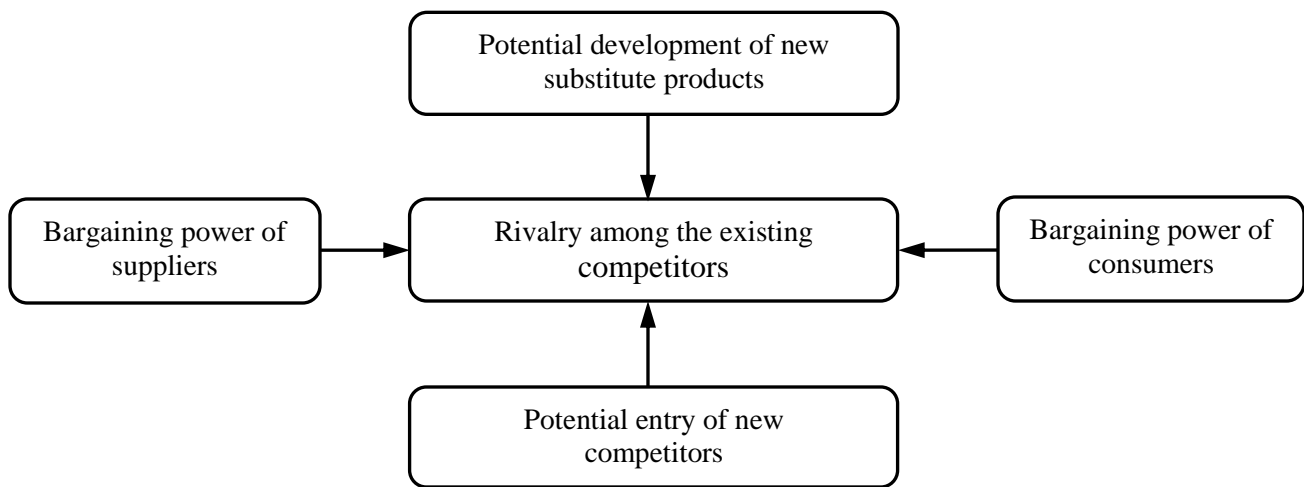 Potential development of new
substitute products
Bargaining power of
suppliers
Rivalry among the existing
competitors
Bargaining power of
consumers
Potential entry of new
competitors